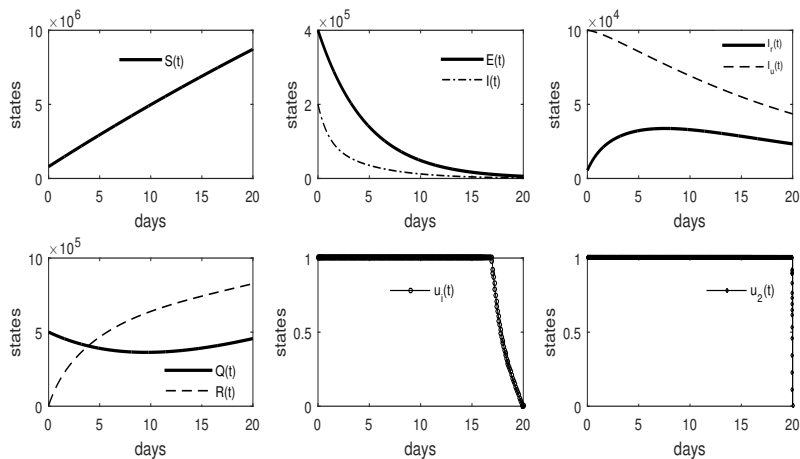 ×10⁶
10
5
0
states
S(t)
0 5 10 15 20
days
×10⁵
4
2
0
states
E(t)
I(t)
0 5 10 15 20
days
×10⁴
10
5
0
states
I_r(t)
I_u(t)
0 5 10 15 20
days
×10⁵
10
5
0
states
Q(t)
R(t)
0 5 10 15 20
days
1
0.5
0
states
u_i(t)
0 5 10 15 20
days
1
0.5
0
states
u_2(t)
0 5 10 15 20
days